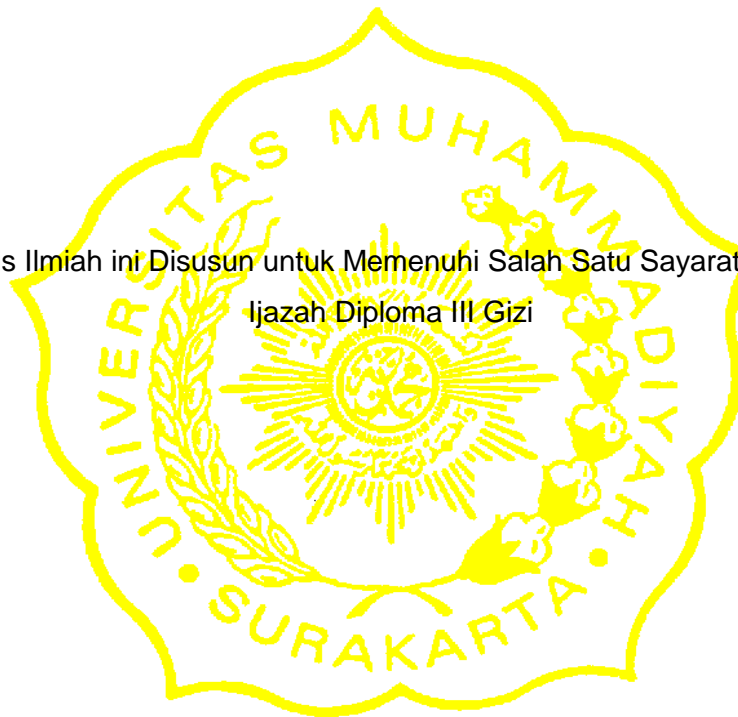 UNIVERSITAS MUHAMMADIYAH
s Ilmiah ini Disusun untuk Memenuhi Salah Satu Sayarat
Ijazah Diploma III Gizi
SURAKARTA